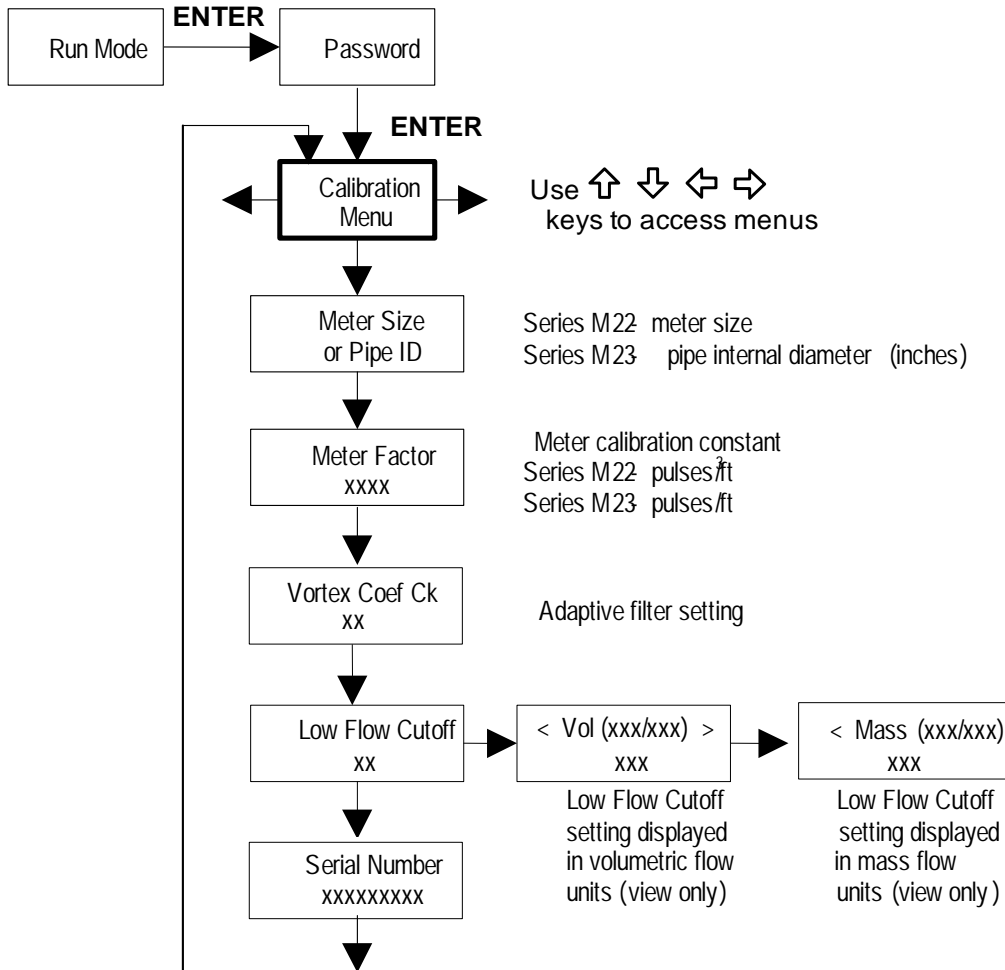 ENTER
Run Mode
Password
ENTER
Calibration
Menu
Use
keys to access menus
Meter Size
or Pipe ID
Series M22- meter size
Series M23- pipe internal diameter (inches)
Meter Factor
xxxx
Meter calibration constant
Series M22- pulses/ft³
Series M23- pulses/ft
Vortex Coef Ck
xx
Adaptive filter setting
Low Flow Cutoff
xx
< Vol (xxx/xxx) >
xxx
< Mass (xxx/xxx)
xxx
Low Flow Cutoff
setting displayed
in volumetric flow
units (view only)
Low Flow Cutoff
setting displayed
in mass flow
units (view only)
Serial Number
xxxxxxxxx